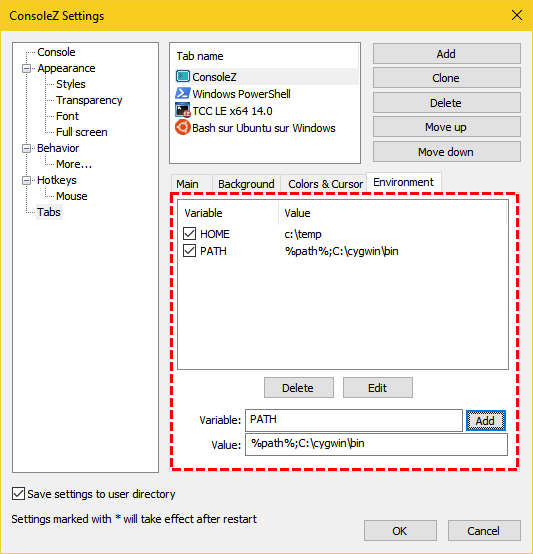 ConsoleZ Settings
Console
Appearance
Styles
Transparency
Font
Full screen
Behavior
More...
Hotkeys
Mouse
Tabs
Tab name
ConsoleZ
Windows PowerShell
TCC LE x64 14.0
Bash sur Ubuntu sur Windows
Add
Clone
Delete
Move up
Move down
Main Background Colors & Cursor Environment
Variable Value
HOME c:\temp
PATH %path%;C:\cygwin\bin
Delete Edit
Variable: PATH Add
Value: %path%;C:\cygwin\bin
Save settings to user directory
Settings marked with * will take effect after restart
OK Cancel